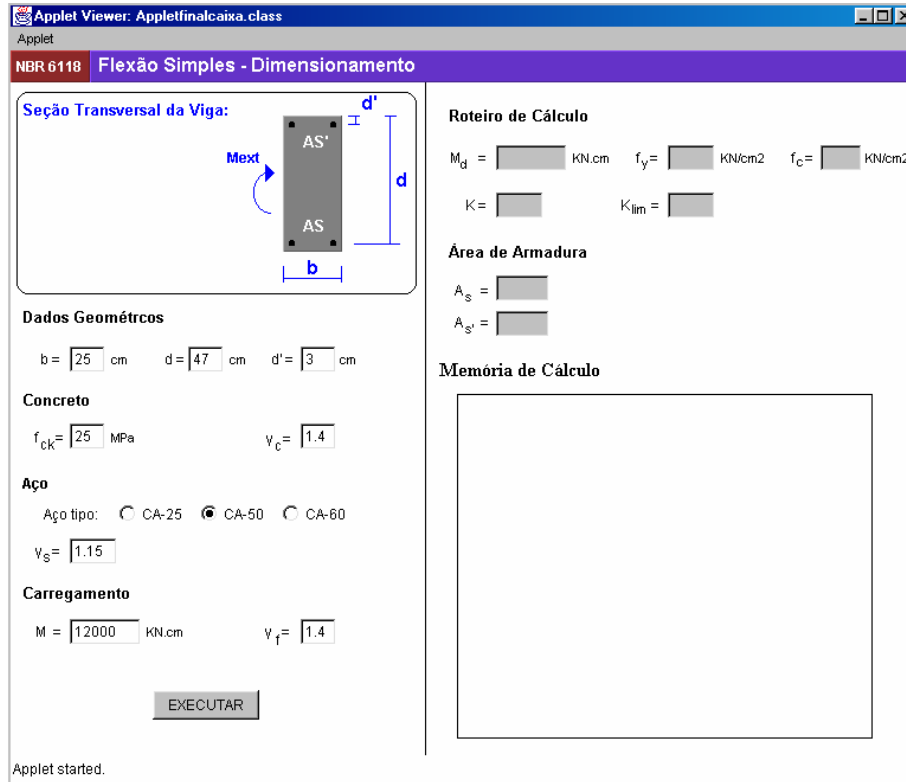 Applet Viewer: Appletfinalcaixa.class
Applet
NBR 6118 Flexão Simples - Dimensionamento
Seção Transversal da Viga:
d'
AS'
Mext
d
AS
b
Dados Geométrcos
b = 25 cm d = 47 cm d' = 3 cm
Concreto
fck= 25 MPa γc= 1.4
Aço
Aço tipo: CA-25 CA-50 CA-60
γs= 1.15
Carregamento
M = 12000 KN.cm γf= 1.4
EXECUTAR
Roteiro de Cálculo
Md = KN.cm fy= KN/cm2 fc= KN/cm2
K = Klim =
Área de Armadura
As =
As' =
Memória de Cálculo
Applet started.